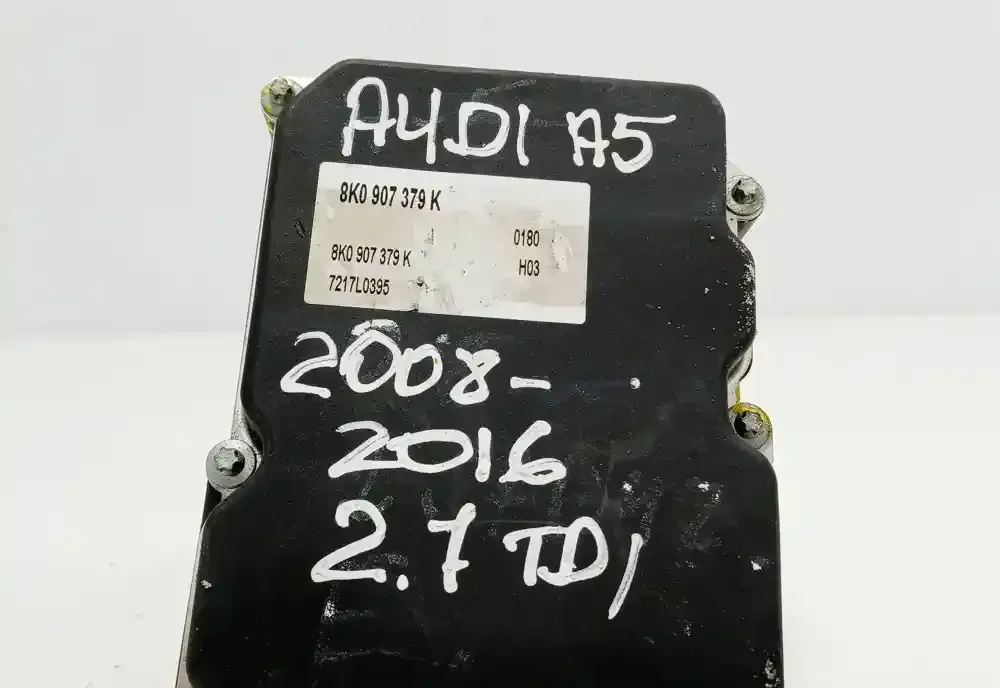 AUDI A5
8K0 907 379 K
0180
8K0 907 379 K
H03
7217L0395
2008-
2016
2.7 TDI